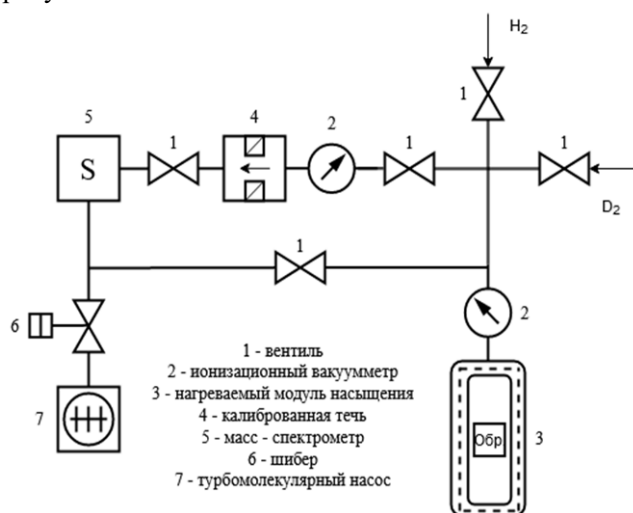 H₂
1
5
1
4
2
1
1
S
D₂
1
6
2
1 - вентиль
2 - ионизационный вакуумметр
3 - нагреваемый модуль насыщения
4 - калиброванная течь
5 - масс - спектрометр
6 - шибер
7 - турбомолекулярный насос
7
Обр
3